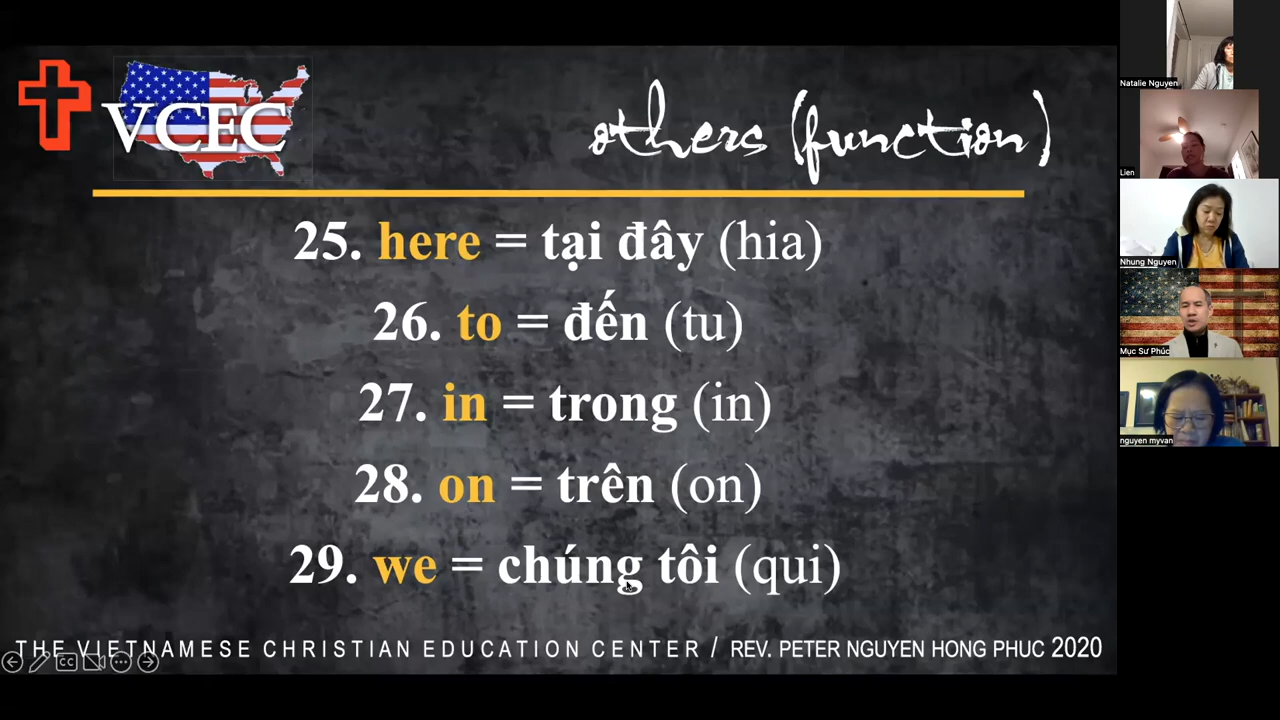 VCEC
others (function)
25. here = tại đây (hia)
26. to = đến (tu)
27. in = trong (in)
28. on = trên (on)
29. we = chúng tôi (qui)
THE VIETNAMESE CHRISTIAN EDUCATION CENTER / REV. PETER NGUYEN HONG PHUC 2020
CC
Natalie Nguyen
Lien
Nhung Nguyen
Mục Sư Phúc
nguyen myvan